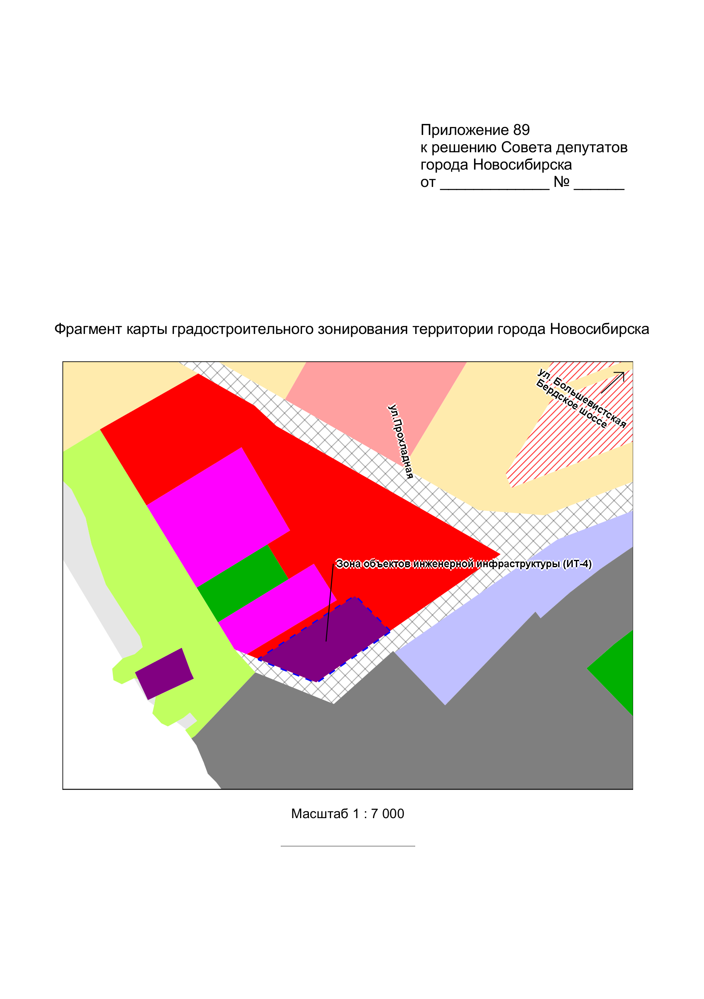 Приложение 89
к решению Совета депутатов
города Новосибирска
от _____________ № ______
Фрагмент карты градостроительного зонирования территории города Новосибирска
ул. Большевистская
Бердское шоссе
ул.Прохладная
Зона объектов инженерной инфраструктуры (ИТ-4)
Масштаб 1 : 7 000